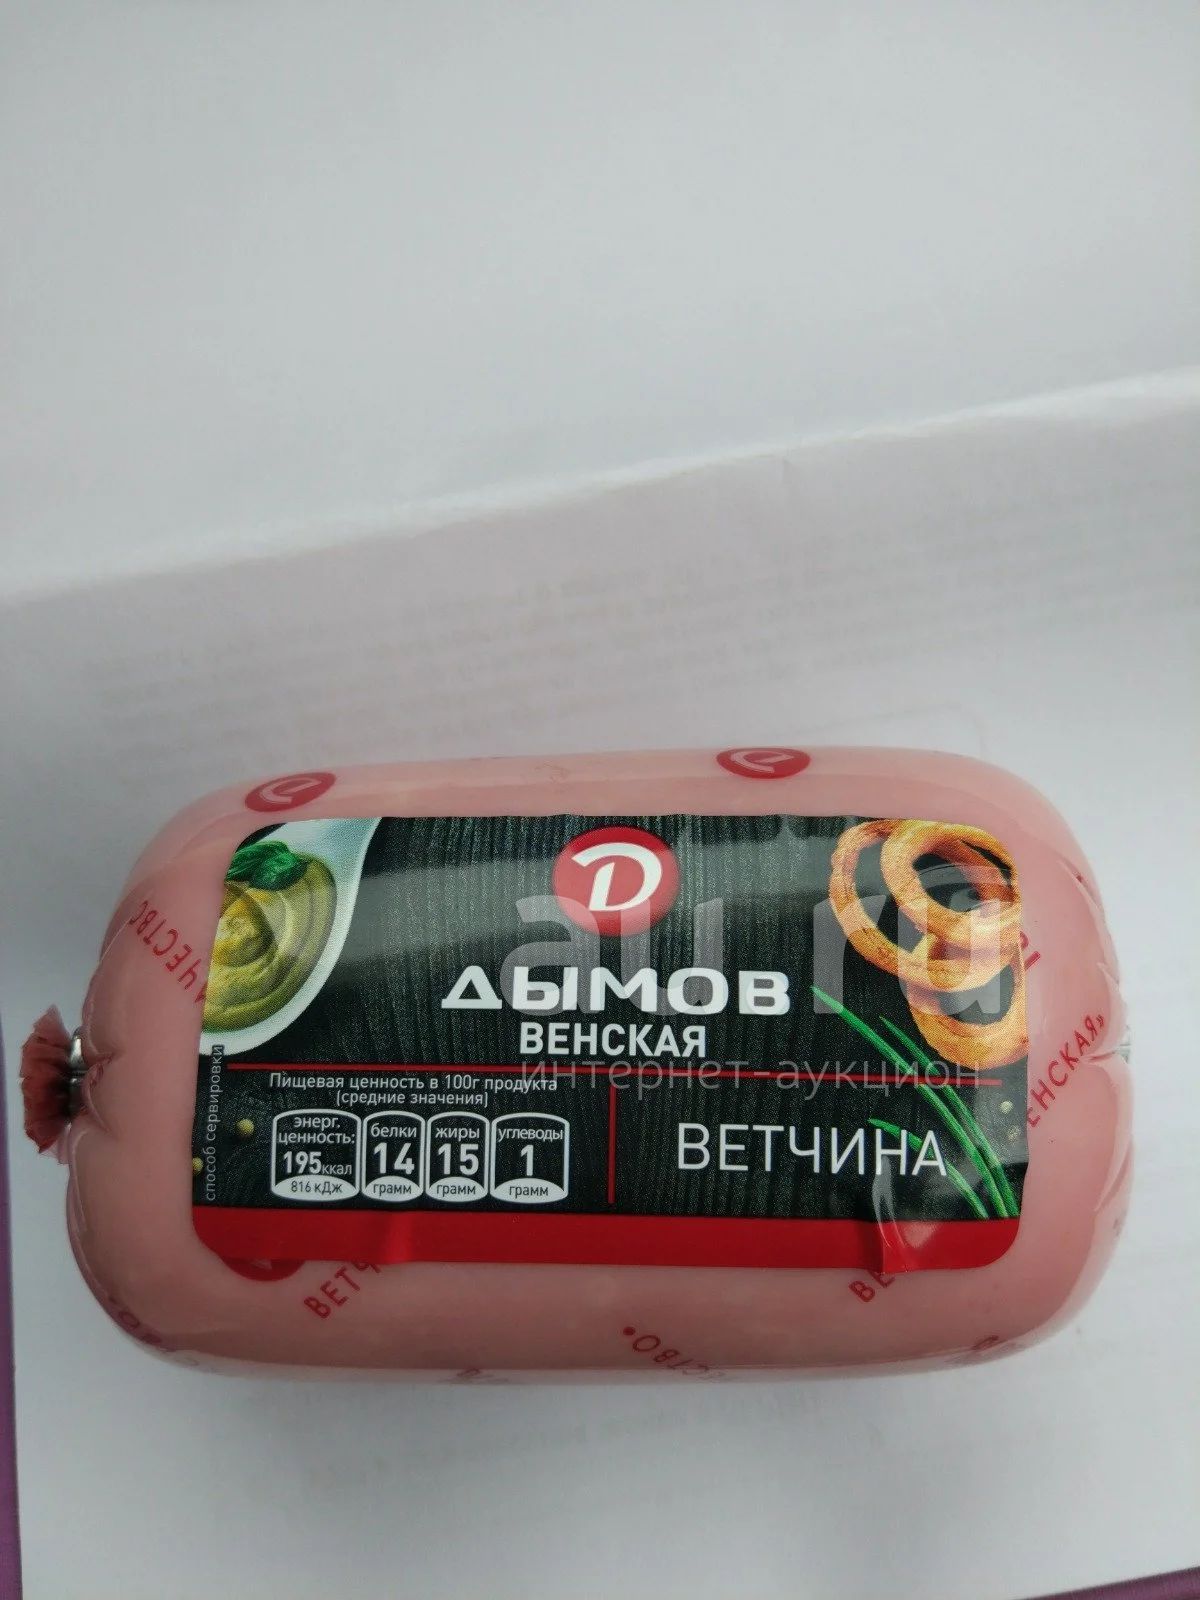 ДЫМОВ
ВЕНСКАЯ
Пищевая ценность в 100г продукта
(средние значения)
энерг. ценность: 195ккал 816 кДж
белки 14 грамм
жиры 15 грамм
углеводы 1 грамм
ВЕТЧИНА
способ сервировки
au.ru
интернет-аукцион